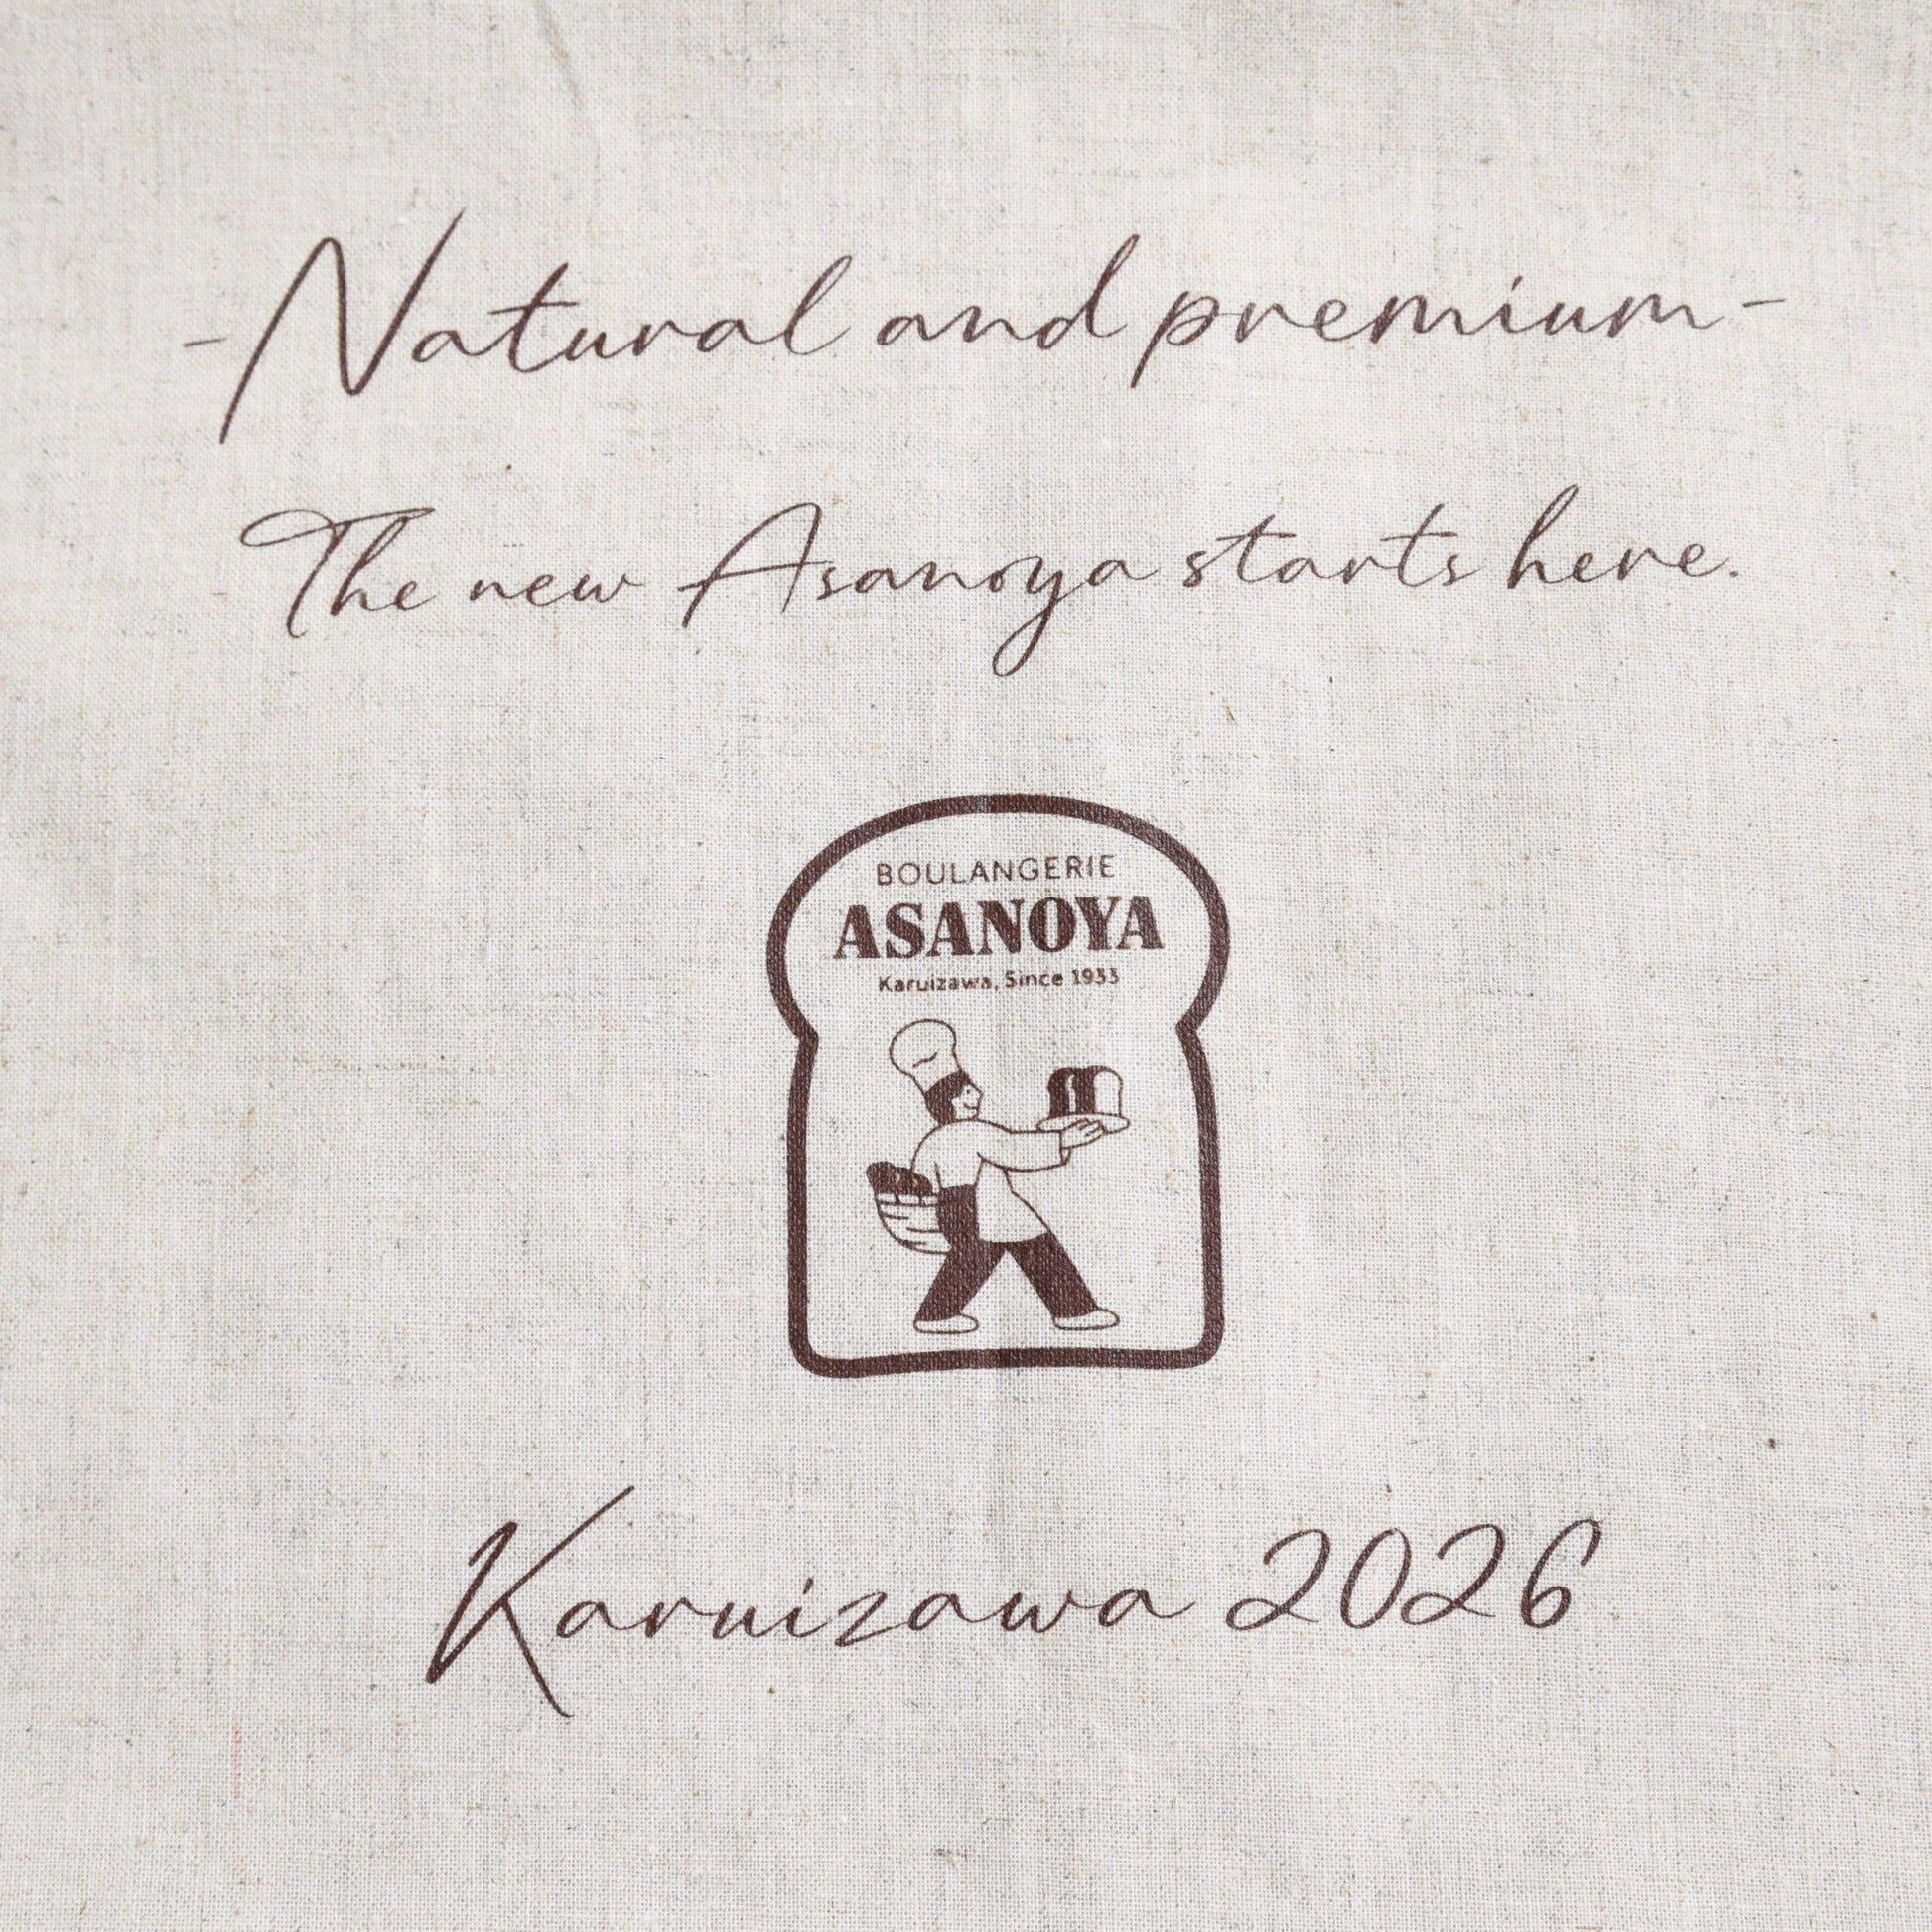 -Natural and premium-
The new Asanoya starts here.
BOULANGERIE
ASANOYA
Karuizawa, Since 1933
Karuizawa 2026